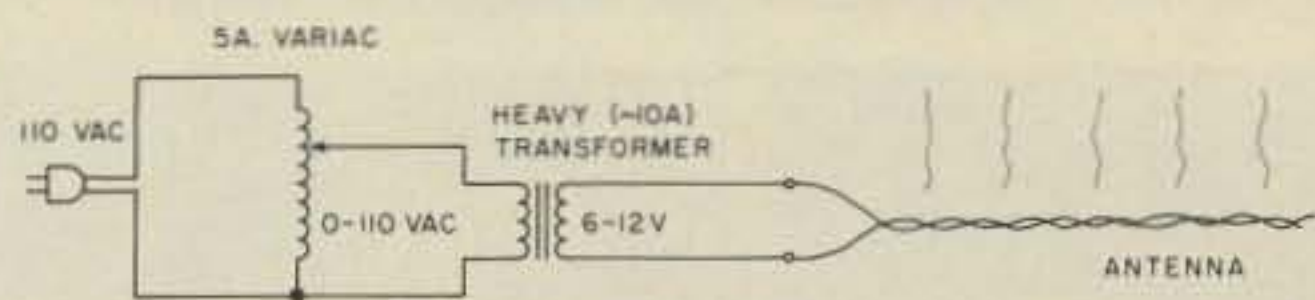 5A. VARIAC
110 VAC
HEAVY (~10A)
TRANSFORMER
0-110 VAC
6-12V
ANTENNA